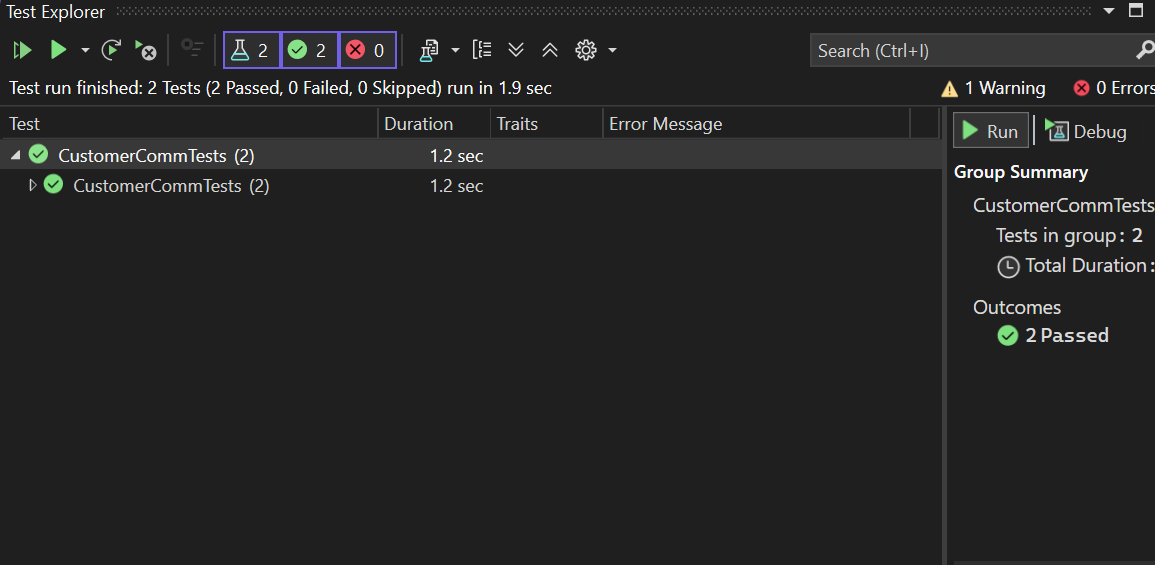 Test Explorer
2 2 0 Search (Ctrl+I)
Test run finished: 2 Tests (2 Passed, 0 Failed, 0 Skipped) run in 1.9 sec 1 Warning 0 Errors
Test Duration Traits Error Message
Run Debug
CustomerCommTests (2) 1.2 sec
CustomerCommTests (2) 1.2 sec
Group Summary
CustomerCommTests
Tests in group: 2
Total Duration:
Outcomes
2 Passed